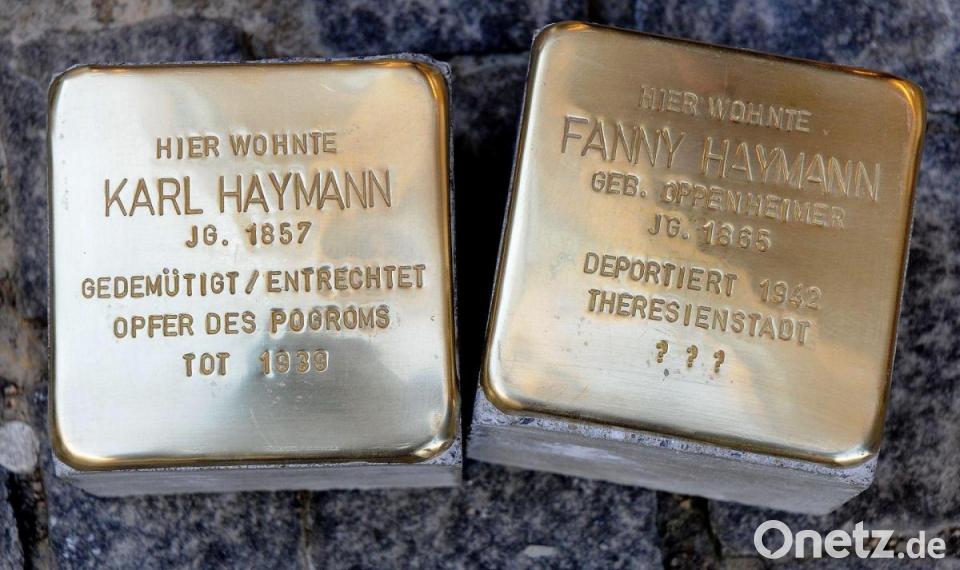 HIER WOHNTE
KARL HAYMANN
JG. 1857
GEDEMÜTIGT/ENTRECHTET
OPFER DES POGROMS
TOT 1939
HIER WOHNTE
FANNY HAYMANN
GEB. OPPENHEIMER
JG. 1865
DEPORTIERT 1942
THERESIENSTADT
? ? ?
Onetz.de